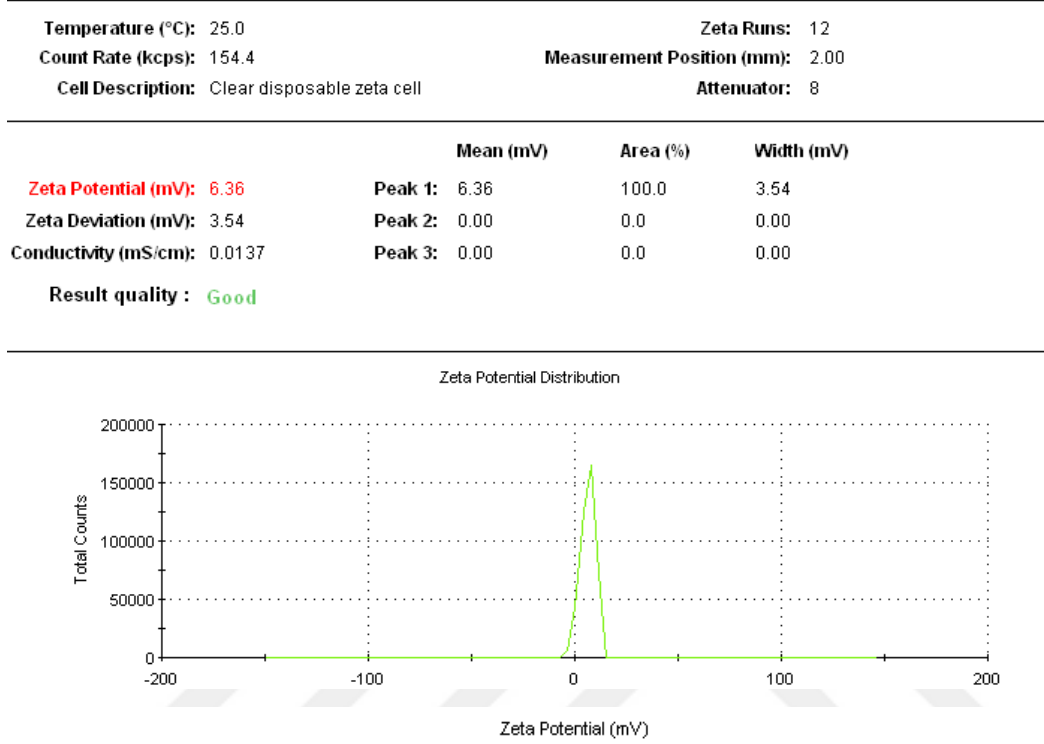 Temperature (°C): 25.0 Zeta Runs: 12
Count Rate (kcps): 154.4 Measurement Position (mm): 2.00
Cell Description: Clear disposable zeta cell Attenuator: 8
Mean (mV) Area (%) Width (mV)
Zeta Potential (mV): 6.36 Peak 1: 6.36 100.0 3.54
Zeta Deviation (mV): 3.54 Peak 2: 0.00 0.0 0.00
Conductivity (mS/cm): 0.0137 Peak 3: 0.00 0.0 0.00
Result quality : Good
Zeta Potential Distribution
200000
150000
100000
50000
0
Total Counts
-200 -100 0 100 200
Zeta Potential (mV)